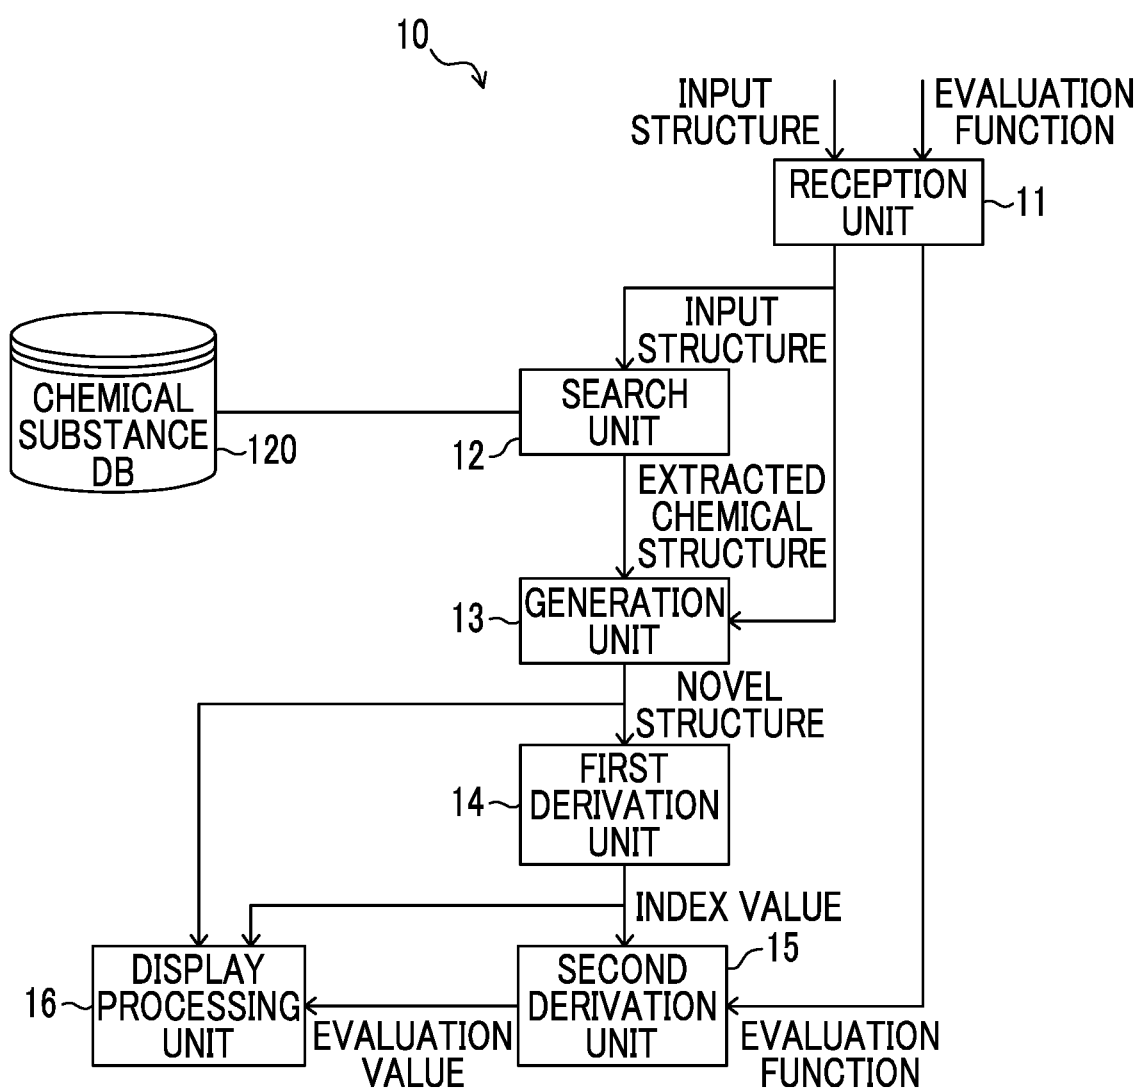 10
INPUT
STRUCTURE
EVALUATION
FUNCTION
RECEPTION
UNIT
11
INPUT
STRUCTURE
CHEMICAL
SUBSTANCE
DB
120
SEARCH
UNIT
12
EXTRACTED
CHEMICAL
STRUCTURE
13
GENERATION
UNIT
NOVEL
STRUCTURE
14
FIRST
DERIVATION
UNIT
INDEX VALUE
15
16
DISPLAY
PROCESSING
UNIT
SECOND
DERIVATION
UNIT
EVALUATION
VALUE
EVALUATION
FUNCTION